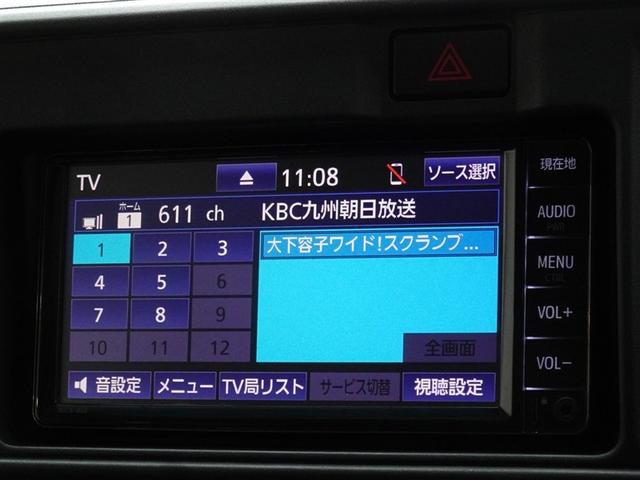 TV
11:08
ソース選択
ホーム
1
611 ch
KBC九州朝日放送
1 2 3
4 5 6
7 8 9
10 11 12
大下容子ワイド!スクランブ...
全画面
音設定
メニュー
TV局リスト
サービス切替
視聴設定
現在地
AUDIO
PWR
MENU
VOL+
VOL−